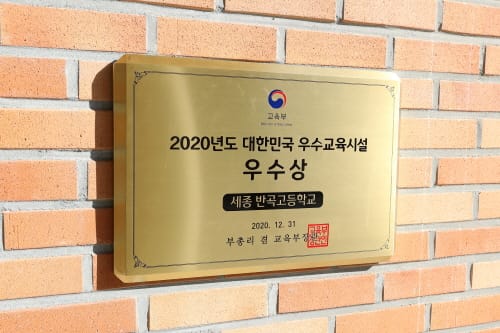 교육부
2020년도 대한민국 우수교육시설
우수상
세종 반곡고등학교
2020. 12. 31
부총리 겸 교육부장관